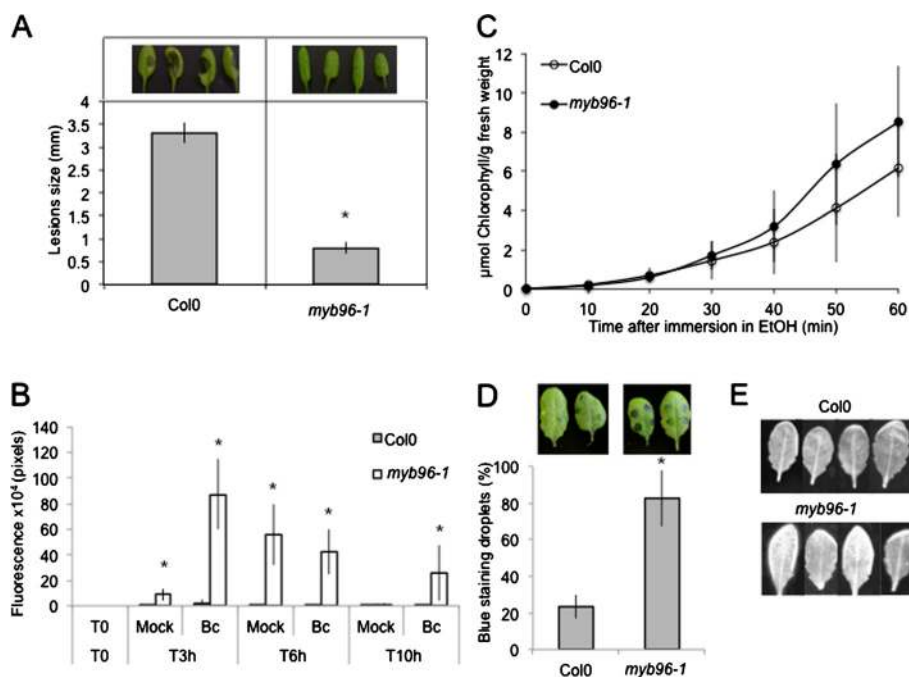 A
4
3.5
3
2.5
2
1.5
1
0.5
0
Lesions size (mm)
*
Col0
myb96-1
C
12
10
8
6
4
2
0
µmol Chlorophyll/g fresh weight
Col0
myb96-1
0 10 20 30 40 50 60
Time after immersion in EtOH (min)
B
140
120
100
80
60
40
20
0
Fluorescence x10⁴ (pixels)
Col0
myb96-1
* * * * *
T0 Mock Bc Mock Bc Mock Bc
T0 T3h T6h T10h
D
100
80
60
40
20
0
Blue staining droplets (%)
*
Col0 myb96-1
E
Col0
myb96-1